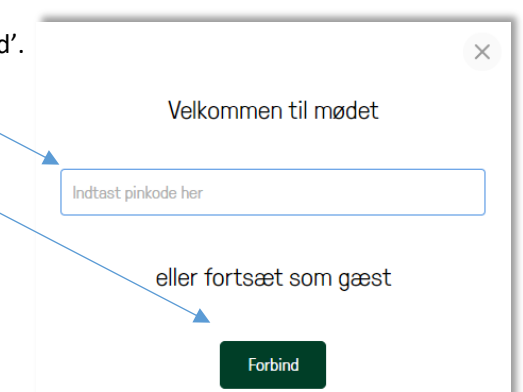 d'.
Velkommen til mødet
Indtast pinkode her
eller fortsæt som gæst
Forbind